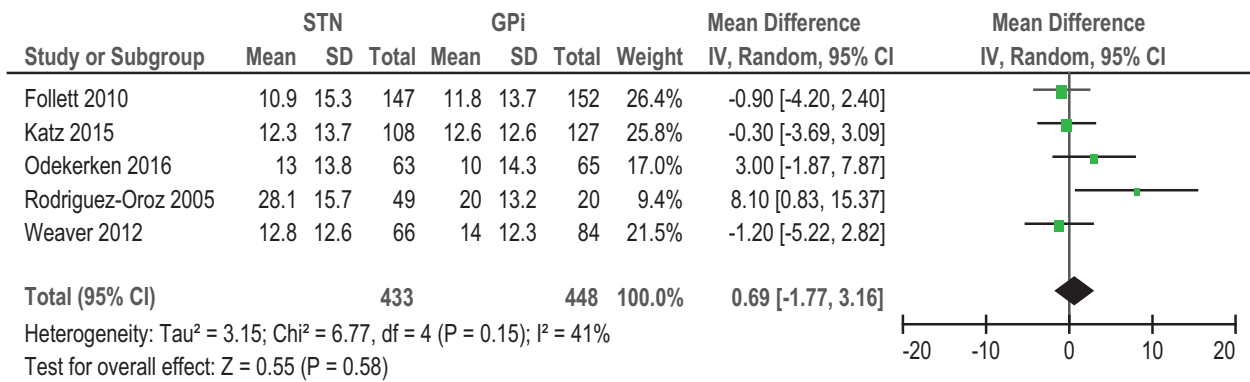 STN GPi Mean Difference Mean Difference
Study or Subgroup Mean SD Total Mean SD Total Weight IV, Random, 95% CI IV, Random, 95% CI
Follett 2010 10.9 15.3 147 11.8 13.7 152 26.4% -0.90 [-4.20, 2.40]
Katz 2015 12.3 13.7 108 12.6 12.6 127 25.8% -0.30 [-3.69, 3.09]
Odekerken 2016 13 13.8 63 10 14.3 65 17.0% 3.00 [-1.87, 7.87]
Rodriguez-Oroz 2005 28.1 15.7 49 20 13.2 20 9.4% 8.10 [0.83, 15.37]
Weaver 2012 12.8 12.6 66 14 12.3 84 21.5% -1.20 [-5.22, 2.82]
Total (95% CI) 433 448 100.0% 0.69 [-1.77, 3.16]
Heterogeneity: Tau² = 3.15; Chi² = 6.77, df = 4 (P = 0.15); I² = 41%
-20 -10 0 10 20
Test for overall effect: Z = 0.55 (P = 0.58)